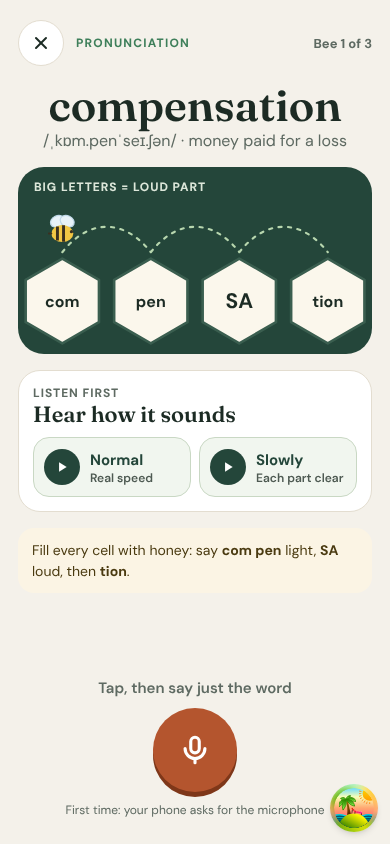 PRONUNCIATION
Bee 1 of 3
compensation
/ˌkɒm.penˈseɪ.ʃən/ · money paid for a loss
BIG LETTERS = LOUD PART
com
pen
SA
tion
LISTEN FIRST
Hear how it sounds
Normal
Real speed
Slowly
Each part clear
Fill every cell with honey: say com pen light, SA
loud, then tion.
Tap, then say just the word
First time: your phone asks for the microphone